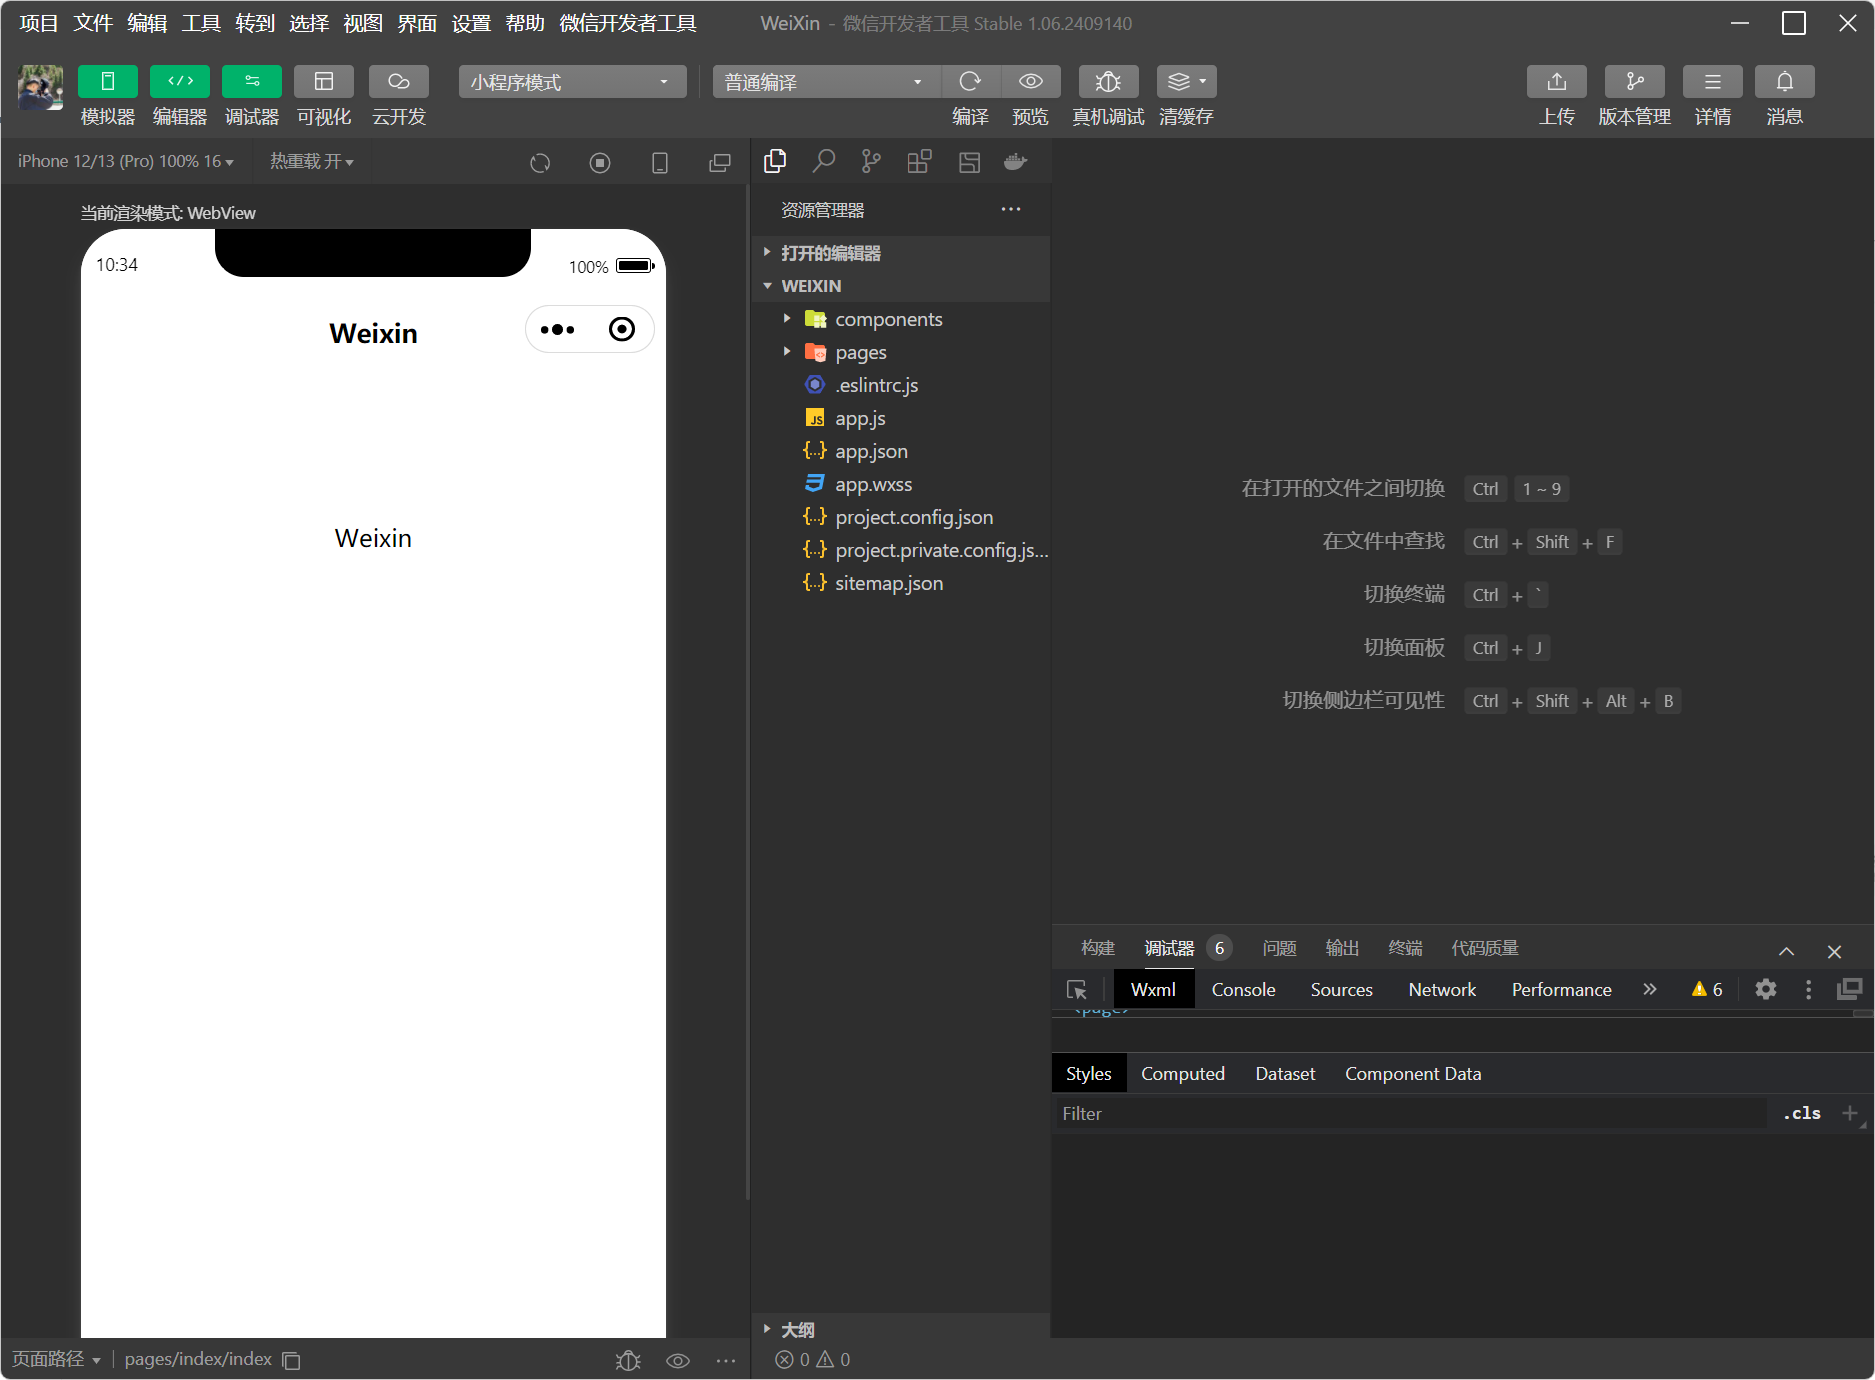 项目 文件 编辑 工具 转到 选择 视图 界面 设置 帮助 微信开发者工具 WeiXin - 微信开发者工具 Stable 1.06.2409140
小程序模式 普通编译
模拟器 编辑器 调试器 可视化 云开发 编译 预览 真机调试 清缓存 上传 版本管理 详情 消息
iPhone 12/13 (Pro) 100% 16 热重载 开
当前渲染模式: WebView
10:34 100%
Weixin
Weixin
资源管理器
打开的编辑器
WEIXIN
components
pages
.eslintrc.js
JS app.js
{..} app.json
app.wxss
{..} project.config.json
{..} project.private.config.js...
{..} sitemap.json
大纲
在打开的文件之间切换 Ctrl 1 ~ 9
在文件中查找 Ctrl + Shift + F
切换终端 Ctrl + `
切换面板 Ctrl + J
切换侧边栏可见性 Ctrl + Shift + Alt + B
构建 调试器 6 问题 输出 终端 代码质量
Wxml Console Sources Network Performance 6
<page>
Styles Computed Dataset Component Data
Filter .cls
页面路径 pages/index/index 0 0